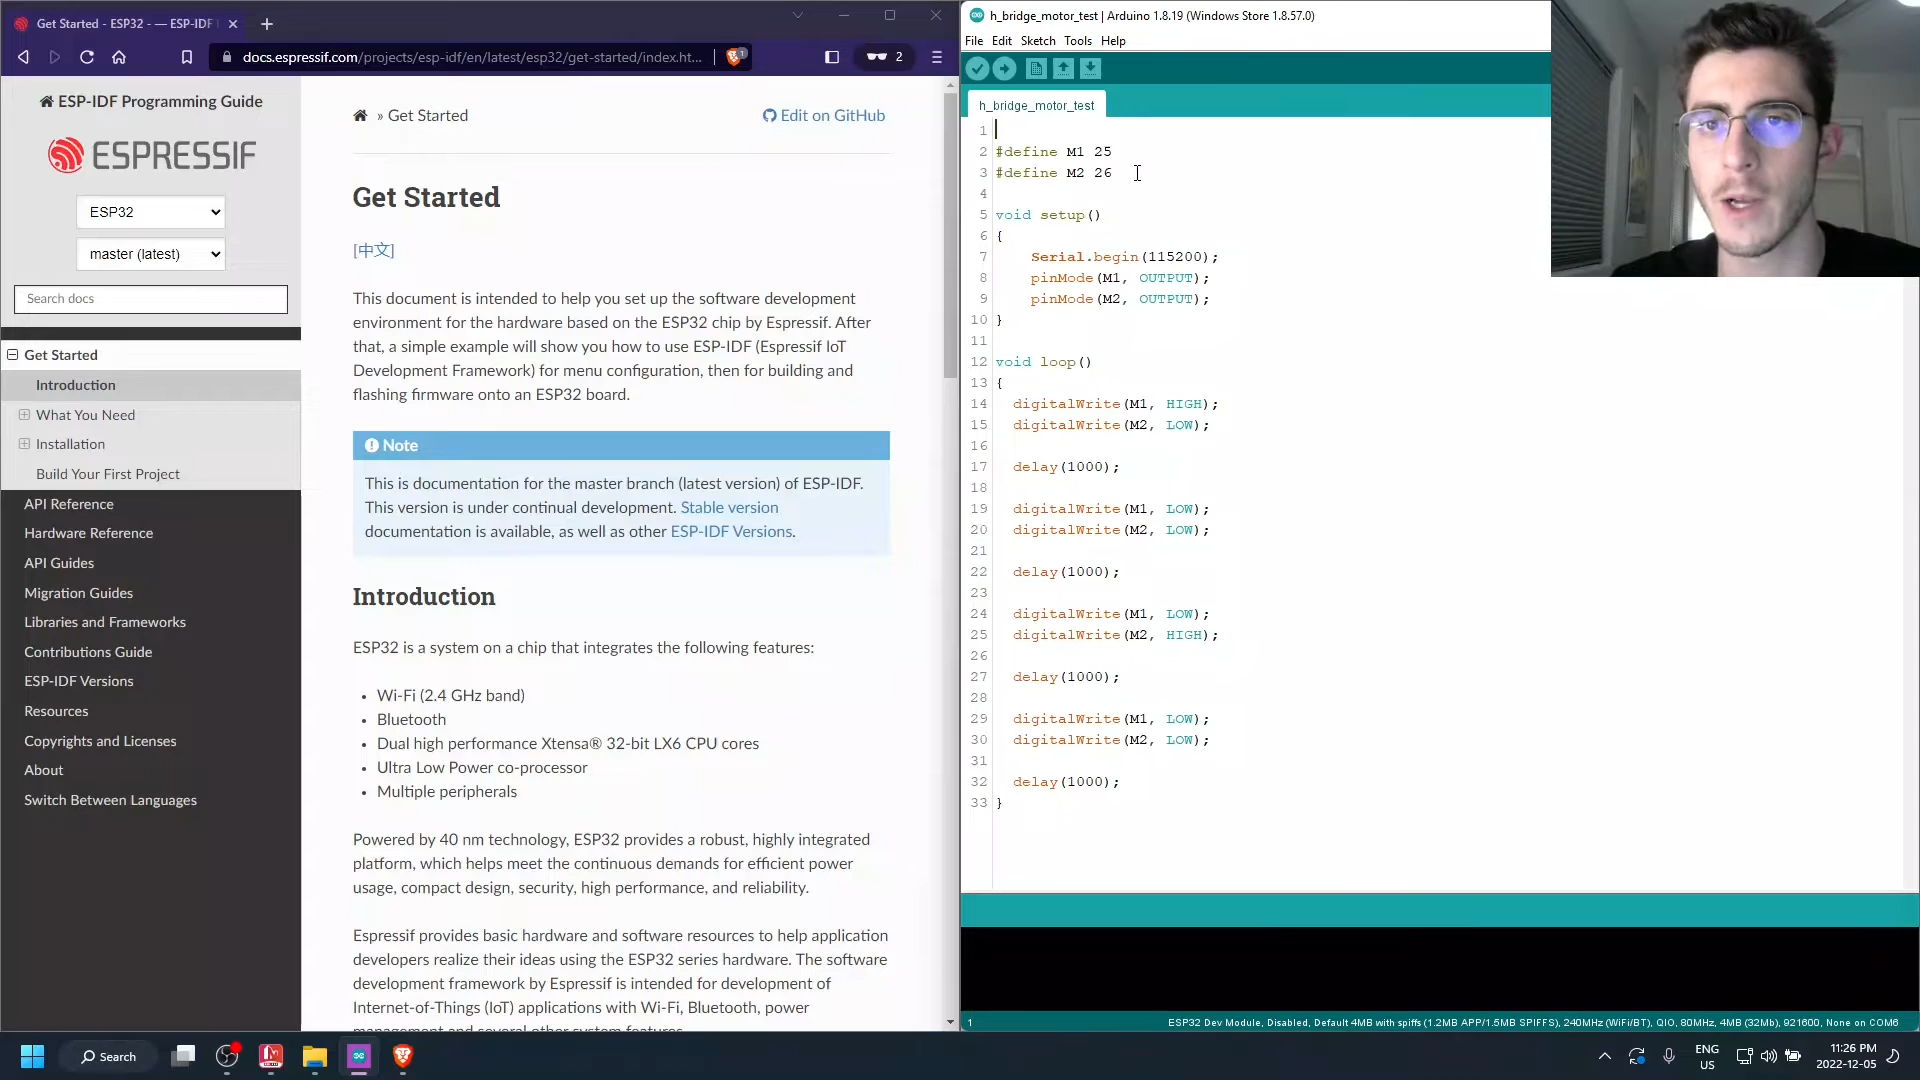 Get Started - ESP32 - — ESP-IDF
docs.espressif.com/projects/esp-idf/en/latest/esp32/get-started/index.ht...
1
2
ESP-IDF Programming Guide
ESPRESSIF
ESP32
master (latest)
Search docs
Get Started
Introduction
What You Need
Installation
Build Your First Project
API Reference
Hardware Reference
API Guides
Migration Guides
Libraries and Frameworks
Contributions Guide
ESP-IDF Versions
Resources
Copyrights and Licenses
About
Switch Between Languages
» Get Started
Edit on GitHub
Get Started
[中文]
This document is intended to help you set up the software development
environment for the hardware based on the ESP32 chip by Espressif. After
that, a simple example will show you how to use ESP-IDF (Espressif IoT
Development Framework) for menu configuration, then for building and
flashing firmware onto an ESP32 board.
Note
This is documentation for the master branch (latest version) of ESP-IDF.
This version is under continual development. Stable version
documentation is available, as well as other ESP-IDF Versions.
Introduction
ESP32 is a system on a chip that integrates the following features:
• Wi-Fi (2.4 GHz band)
• Bluetooth
• Dual high performance Xtensa® 32-bit LX6 CPU cores
• Ultra Low Power co-processor
• Multiple peripherals
Powered by 40 nm technology, ESP32 provides a robust, highly integrated
platform, which helps meet the continuous demands for efficient power
usage, compact design, security, high performance, and reliability.
Espressif provides basic hardware and software resources to help application
developers realize their ideas using the ESP32 series hardware. The software
development framework by Espressif is intended for development of
Internet-of-Things (IoT) applications with Wi-Fi, Bluetooth, power
management and several other system features.
h_bridge_motor_test | Arduino 1.8.19 (Windows Store 1.8.57.0)
File Edit Sketch Tools Help
h_bridge_motor_test
1
2 #define M1 25
3 #define M2 26
4
5 void setup()
6 {
7 Serial.begin(115200);
8 pinMode(M1, OUTPUT);
9 pinMode(M2, OUTPUT);
10 }
11
12 void loop()
13 {
14 digitalWrite(M1, HIGH);
15 digitalWrite(M2, LOW);
16
17 delay(1000);
18
19 digitalWrite(M1, LOW);
20 digitalWrite(M2, LOW);
21
22 delay(1000);
23
24 digitalWrite(M1, LOW);
25 digitalWrite(M2, HIGH);
26
27 delay(1000);
28
29 digitalWrite(M1, LOW);
30 digitalWrite(M2, LOW);
31
32 delay(1000);
33 }
1
ESP32 Dev Module, Disabled, Default 4MB with spiffs (1.2MB APP/1.5MB SPIFFS), 240MHz (WiFi/BT), QIO, 80MHz, 4MB (32Mb), 921600, None on COM6
Search
ENG
US
11:26 PM
2022-12-05